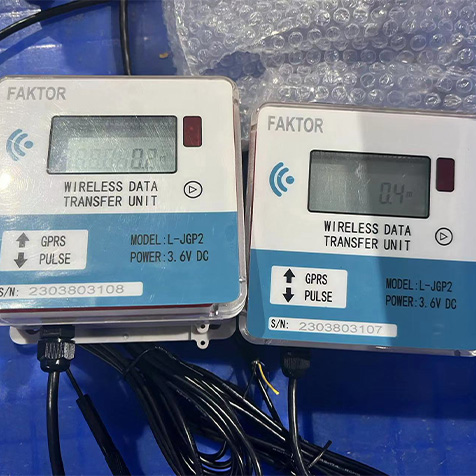 FAKTOR
WIRELESS DATA
TRANSFER UNIT
GPRS
PULSE
MODEL:L-JGP2
POWER:3.6V DC
S/N: 2303803108
FAKTOR
0.4
WIRELESS DATA
TRANSFER UNIT
GPRS
PULSE
MODEL:L-JGP2
POWER:3.6V DC
S/N: 2303803107